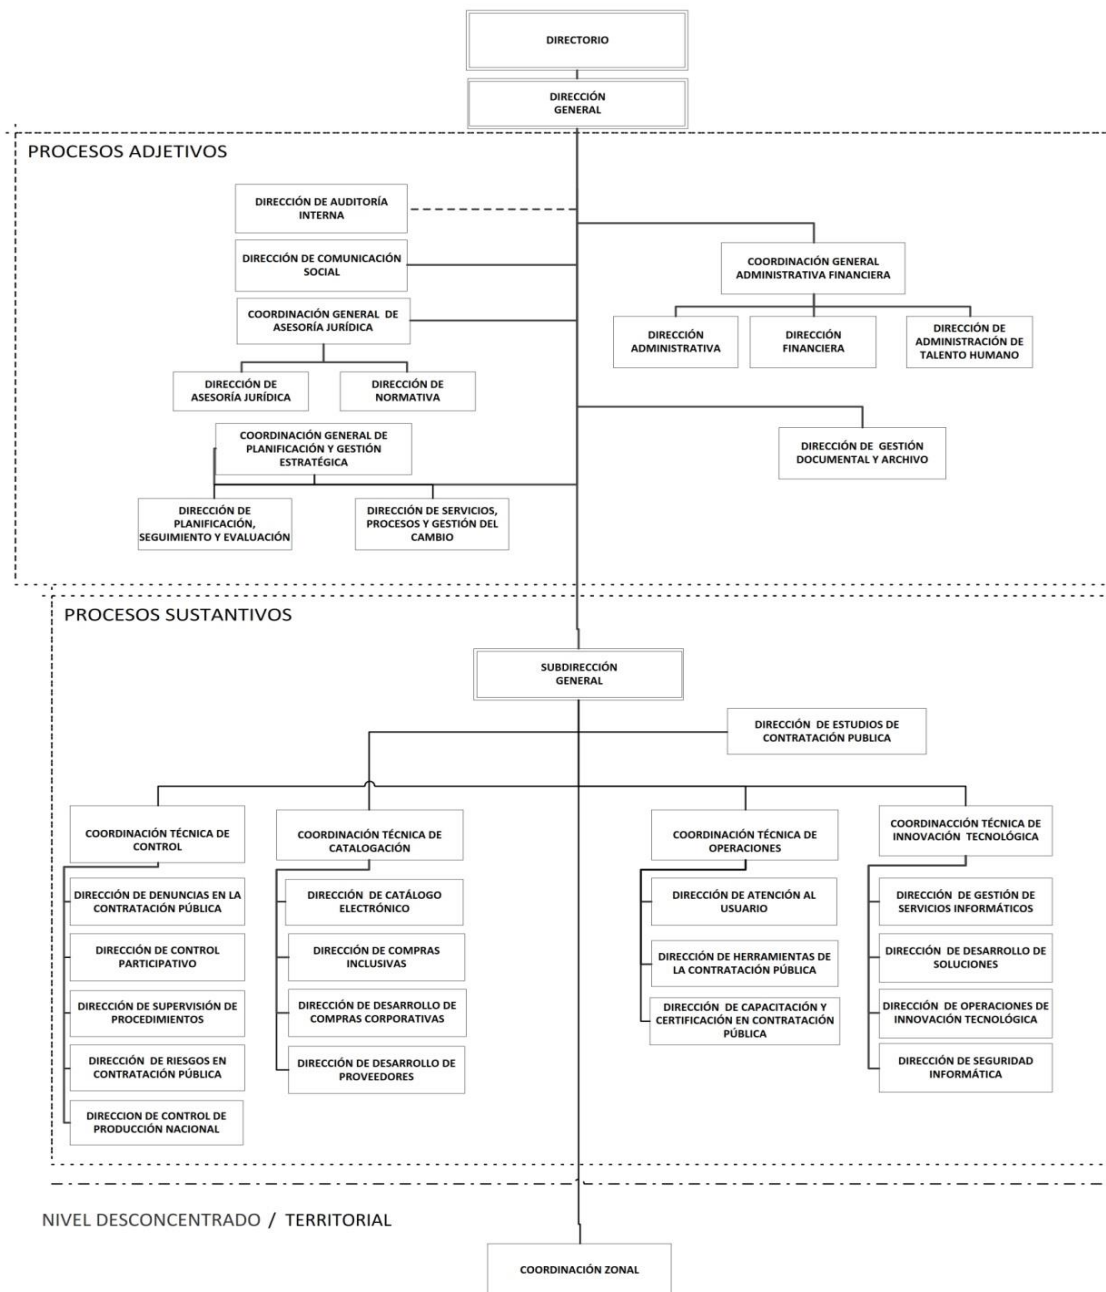 DIRECTORIO
DIRECCIÓN
GENERAL
PROCESOS ADJETIVOS
DIRECCIÓN DE AUDITORÍA
INTERNA
DIRECCIÓN DE COMUNICACIÓN
SOCIAL
COORDINACIÓN GENERAL DE
ASESORÍA JURÍDICA
DIRECCIÓN DE
ASESORÍA JURÍDICA
DIRECCIÓN DE
NORMATIVA
COORDINACIÓN GENERAL DE
PLANIFICACIÓN Y GESTIÓN
ESTRATÉGICA
DIRECCIÓN DE
PLANIFICACIÓN,
SEGUIMIENTO Y EVALUACIÓN
DIRECCIÓN DE SERVICIOS,
PROCESOS Y GESTIÓN DEL
CAMBIO
COORDINACIÓN GENERAL
ADMINISTRATIVA FINANCIERA
DIRECCIÓN
ADMINISTRATIVA
DIRECCIÓN
FINANCIERA
DIRECCIÓN DE
ADMINISTRACIÓN DE
TALENTO HUMANO
DIRECCIÓN DE GESTIÓN
DOCUMENTAL Y ARCHIVO
PROCESOS SUSTANTIVOS
SUBDIRECCIÓN
GENERAL
DIRECCIÓN DE ESTUDIOS DE
CONTRATACIÓN PUBLICA
COORDINACIÓN TÉCNICA DE
CONTROL
DIRECCIÓN DE DENUNCIAS EN LA
CONTRATACIÓN PÚBLICA
DIRECCIÓN DE CONTROL
PARTICIPATIVO
DIRECCIÓN DE SUPERVISIÓN DE
PROCEDIMIENTOS
DIRECCIÓN DE RIESGOS EN
CONTRATACIÓN PÚBLICA
DIRECCION DE CONTROL DE
PRODUCCIÓN NACIONAL
COORDINACIÓN TÉCNICA DE
CATALOGACIÓN
DIRECCIÓN DE CATÁLOGO
ELECTRÓNICO
DIRECCIÓN DE COMPRAS
INCLUSIVAS
DIRECCIÓN DE DESARROLLO DE
COMPRAS CORPORATIVAS
DIRECCIÓN DE DESARROLLO DE
PROVEEDORES
COORDINACIÓN TÉCNICA DE
OPERACIONES
DIRECCIÓN DE ATENCIÓN AL
USUARIO
DIRECCIÓN DE HERRAMIENTAS DE
LA CONTRATACIÓN PÚBLICA
DIRECCIÓN DE CAPACITACIÓN Y
CERTIFICACIÓN EN CONTRATACIÓN
PÚBLICA
COORDINACCIÓN TÉCNICA DE
INNOVACIÓN TECNOLÓGICA
DIRECCIÓN DE GESTIÓN DE
SERVICIOS INFORMÁTICOS
DIRECCIÓN DE DESARROLLO DE
SOLUCIONES
DIRECCIÓN DE OPERACIONES DE
INNOVACIÓN TECNOLÓGICA
DIRECCIÓN DE SEGURIDAD
INFORMÁTICA
NIVEL DESCONCENTRADO / TERRITORIAL
COORDINACIÓN ZONAL